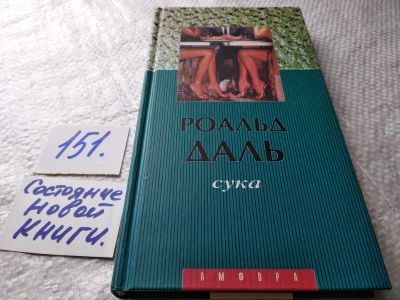 РОАЛЬД
ДАЛЬ
сука
АМФОРА
151.
Состояние
новой
книги.